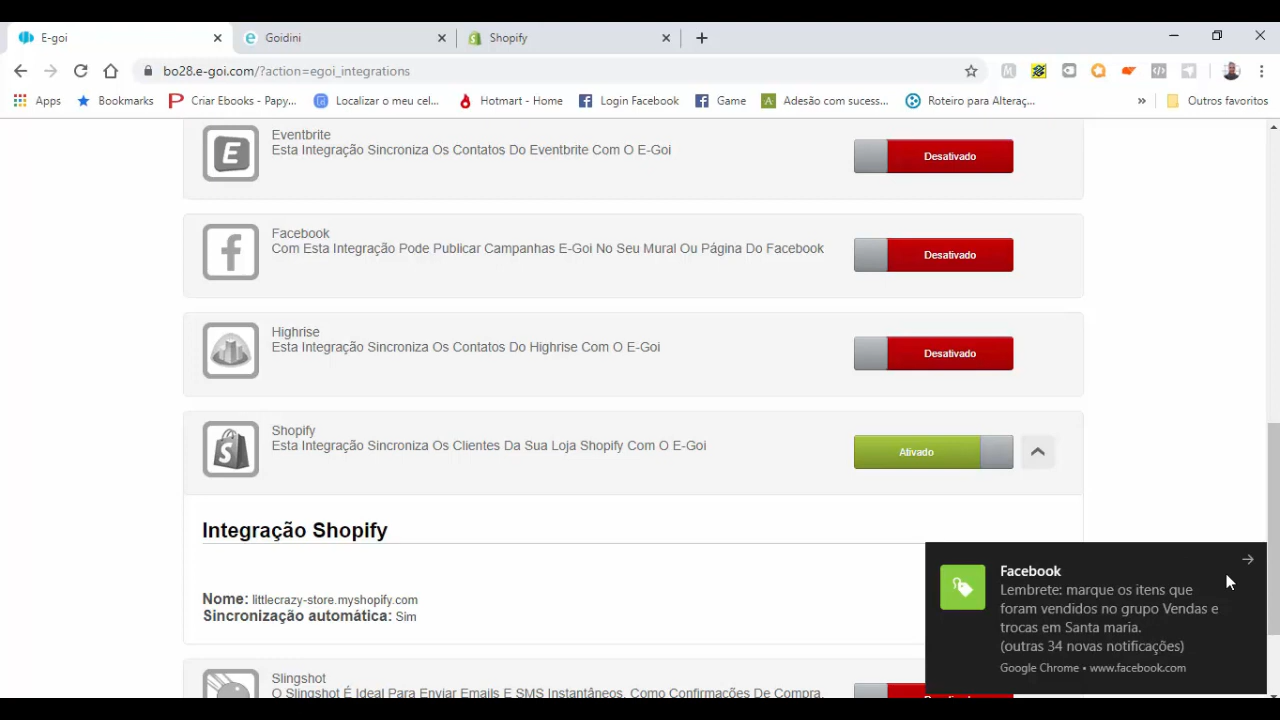 E-goi
Goidini
Shopify
bo28.e-goi.com/?action=egoi_integrations
Apps
Bookmarks
Criar Ebooks - Papy...
Localizar o meu cel...
Hotmart - Home
Login Facebook
Game
Adesão com sucess...
Roteiro para Alteraç...
Outros favoritos
Eventbrite
Esta Integração Sincroniza Os Contatos Do Eventbrite Com O E-Goi
Desativado
Facebook
Com Esta Integração Pode Publicar Campanhas E-Goi No Seu Mural Ou Página Do Facebook
Desativado
Highrise
Esta Integração Sincroniza Os Contatos Do Highrise Com O E-Goi
Desativado
Shopify
Esta Integração Sincroniza Os Clientes Da Sua Loja Shopify Com O E-Goi
Ativado
Integração Shopify
Nome: littlecrazy-store.myshopify.com
Sincronização automática: Sim
Facebook
Lembrete: marque os itens que
foram vendidos no grupo Vendas e
trocas em Santa maria.
(outras 34 novas notificações)
Google Chrome • www.facebook.com
Slingshot
O Slingshot É Ideal Para Enviar Emails E SMS Instantâneos, Como Confirmações De Compra,